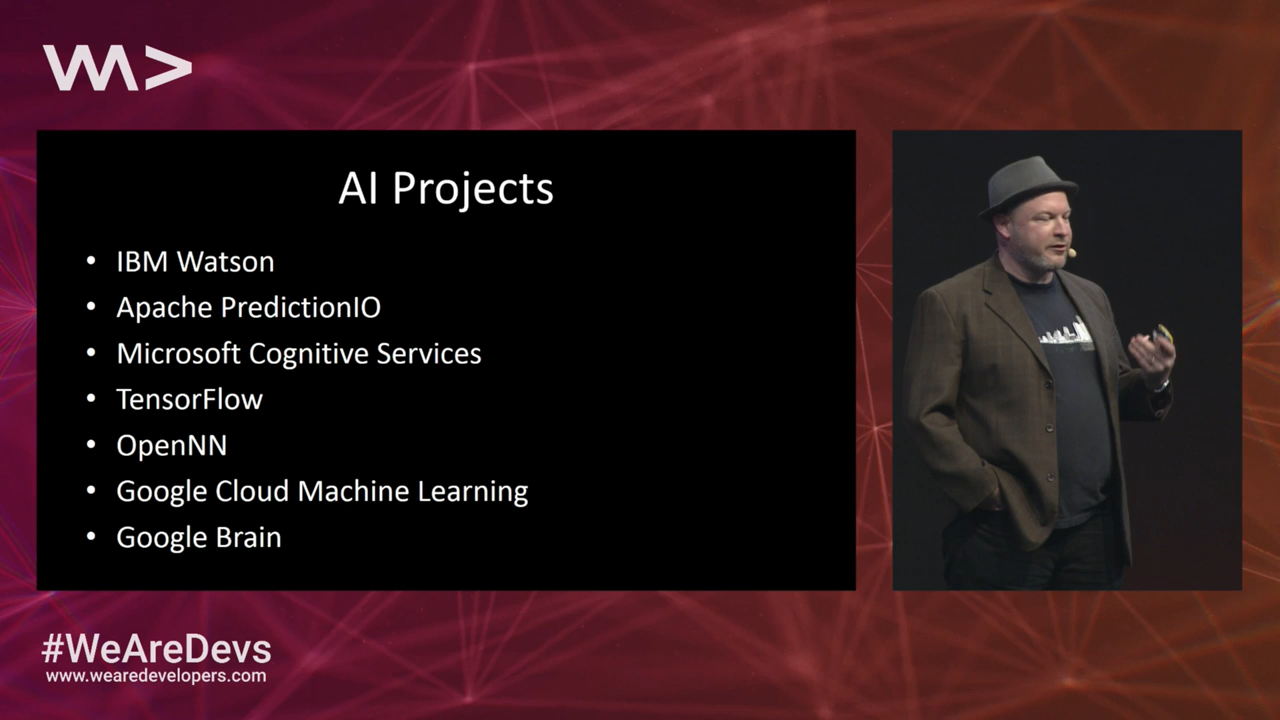 AI Projects
• IBM Watson
• Apache PredictionIO
• Microsoft Cognitive Services
• TensorFlow
• OpenNN
• Google Cloud Machine Learning
• Google Brain
#WeAreDevs
www.wearedevelopers.com